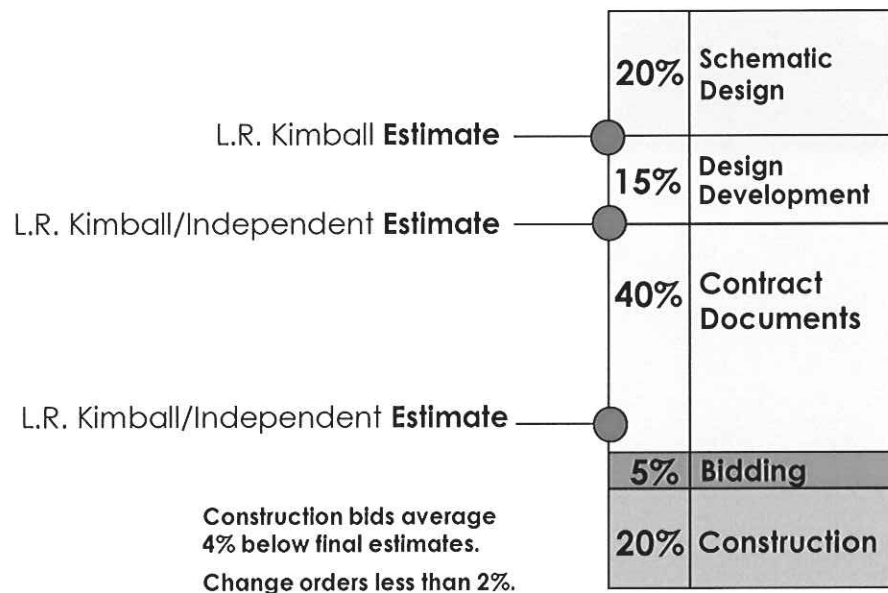 20% Schematic
Design
L.R. Kimball Estimate
15% Design
Development
L.R. Kimball/Independent Estimate
40% Contract
Documents
L.R. Kimball/Independent Estimate
5% Bidding
Construction bids average
4% below final estimates.
20% Construction
Change orders less than 2%.